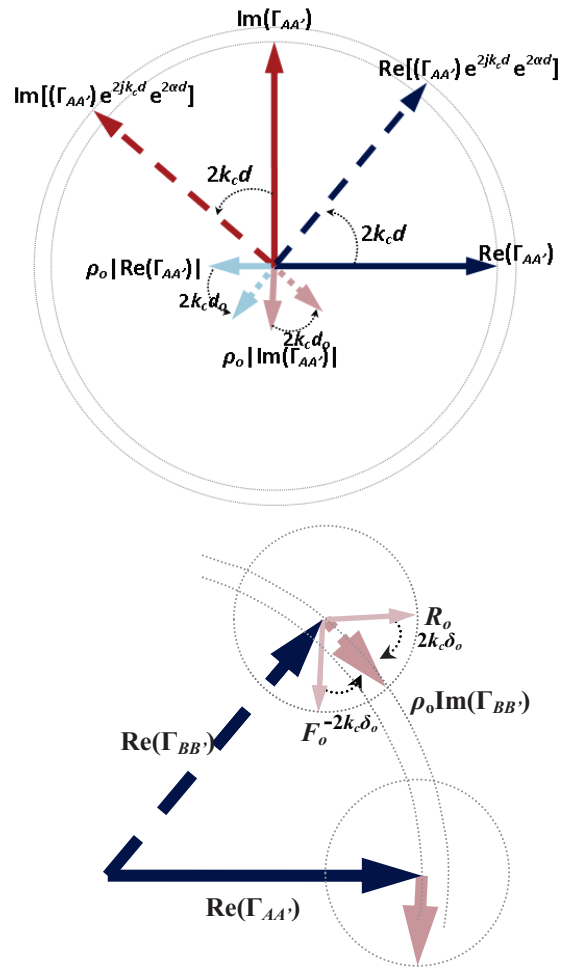 Im(Γ_AA')
Re[(Γ_AA') e^{2jk_c d} e^{2αd}]
Im[(Γ_AA') e^{2jk_c d} e^{2αd}]
2k_c d
2k_c d
Re(Γ_AA')
ρ_o|Re(Γ_AA')|
2k_c d_o
2k_c d_o
ρ_o|Im(Γ_AA')|
R_o
2k_c δ_o
ρ_o Im(Γ_BB')
F_o -2k_c δ_o
Re(Γ_BB')
Re(Γ_AA')